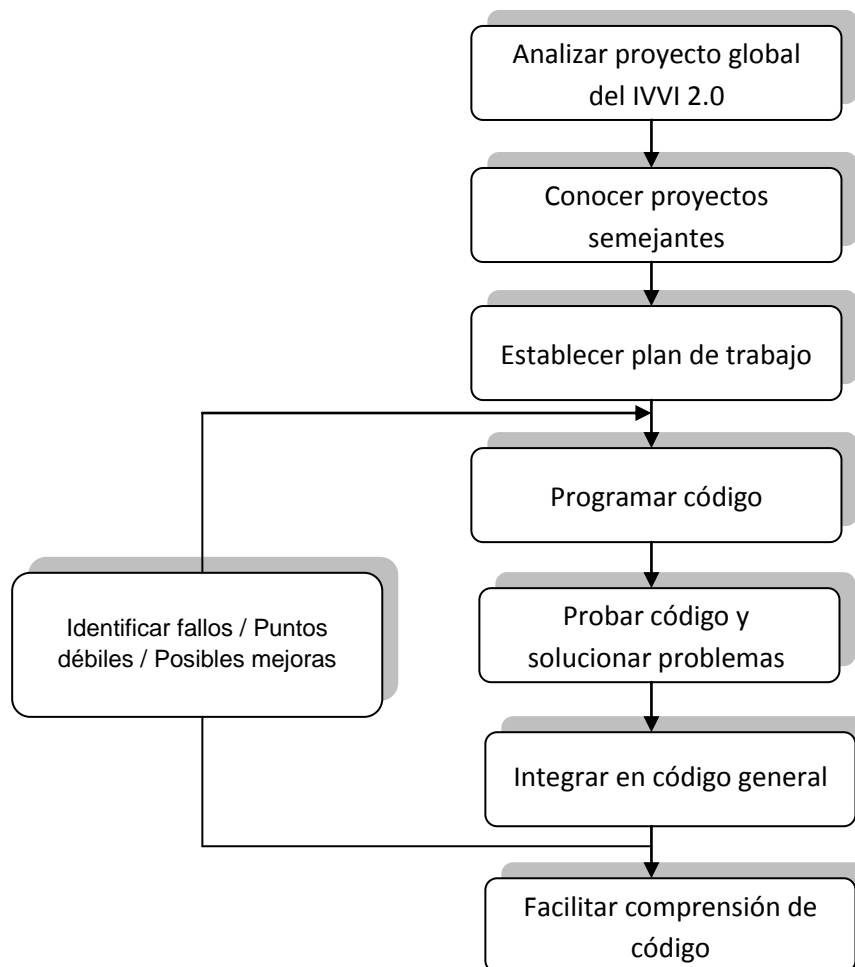 Analizar proyecto global
del IVVI 2.0
Conocer proyectos
semejantes
Establecer plan de trabajo
Programar código
Identificar fallos / Puntos
débiles / Posibles mejoras
Probar código y
solucionar problemas
Integrar en código general
Facilitar comprensión de
código